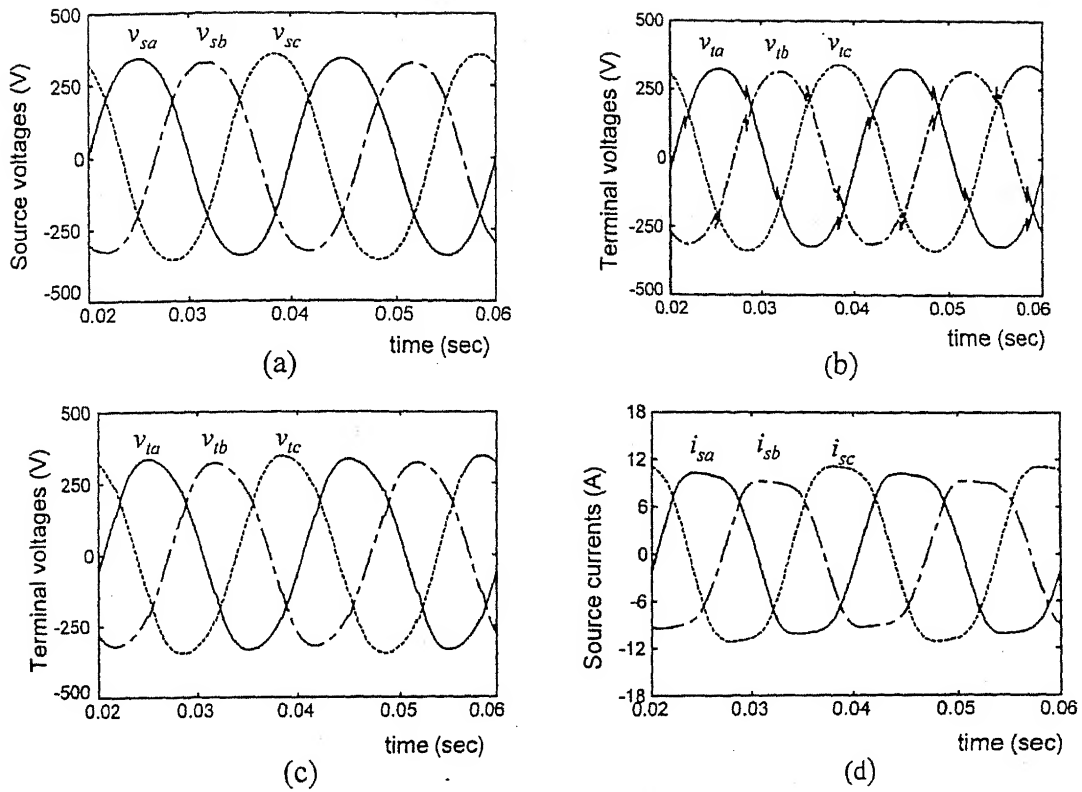 Source voltages (V)
500
250
0
-250
-500
v_sa v_sb v_sc
0.02 0.03 0.04 0.05 0.06
time (sec)
(a)
Terminal voltages (V)
500
250
0
-250
-500
v_ta v_tb v_tc
0.02 0.03 0.04 0.05 0.06
time (sec)
(b)
Terminal voltages (V)
500
250
0
-250
-500
v_ta v_tb v_tc
0.02 0.03 0.04 0.05 0.06
time (sec)
(c)
Source currents (A)
18
12
6
0
-6
-12
-18
i_sa i_sb i_sc
0.02 0.03 0.04 0.05 0.06
time (sec)
(d)